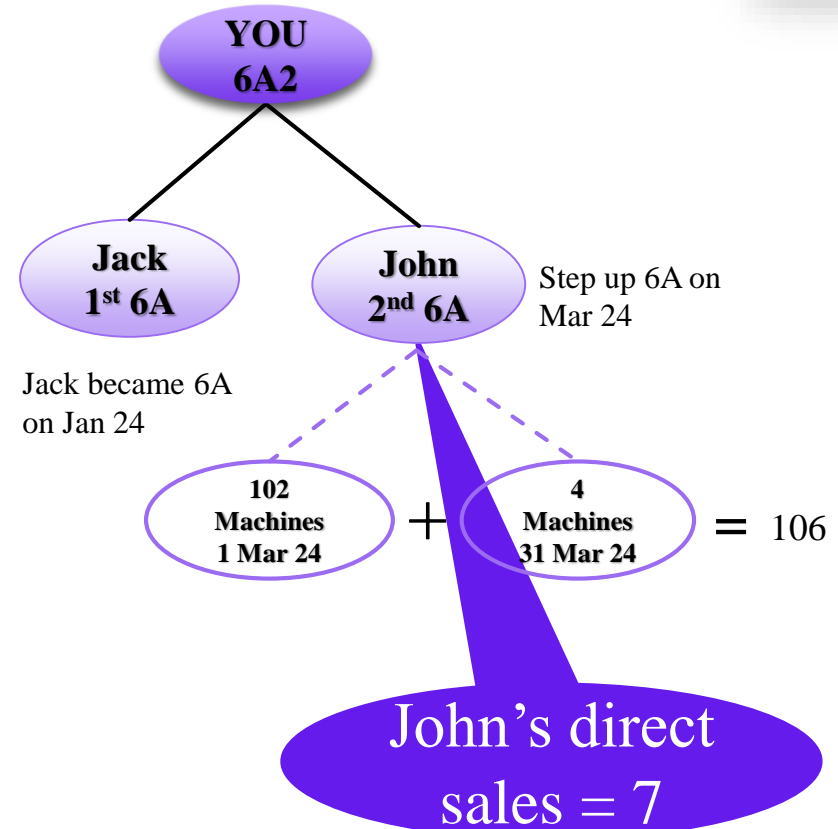 YOU
6A2
Jack
1st 6A
John
2nd 6A
Step up 6A on
Mar 24
Jack became 6A
on Jan 24
102
Machines
1 Mar 24
+
4
Machines
31 Mar 24
= 106
John’s direct
sales = 7